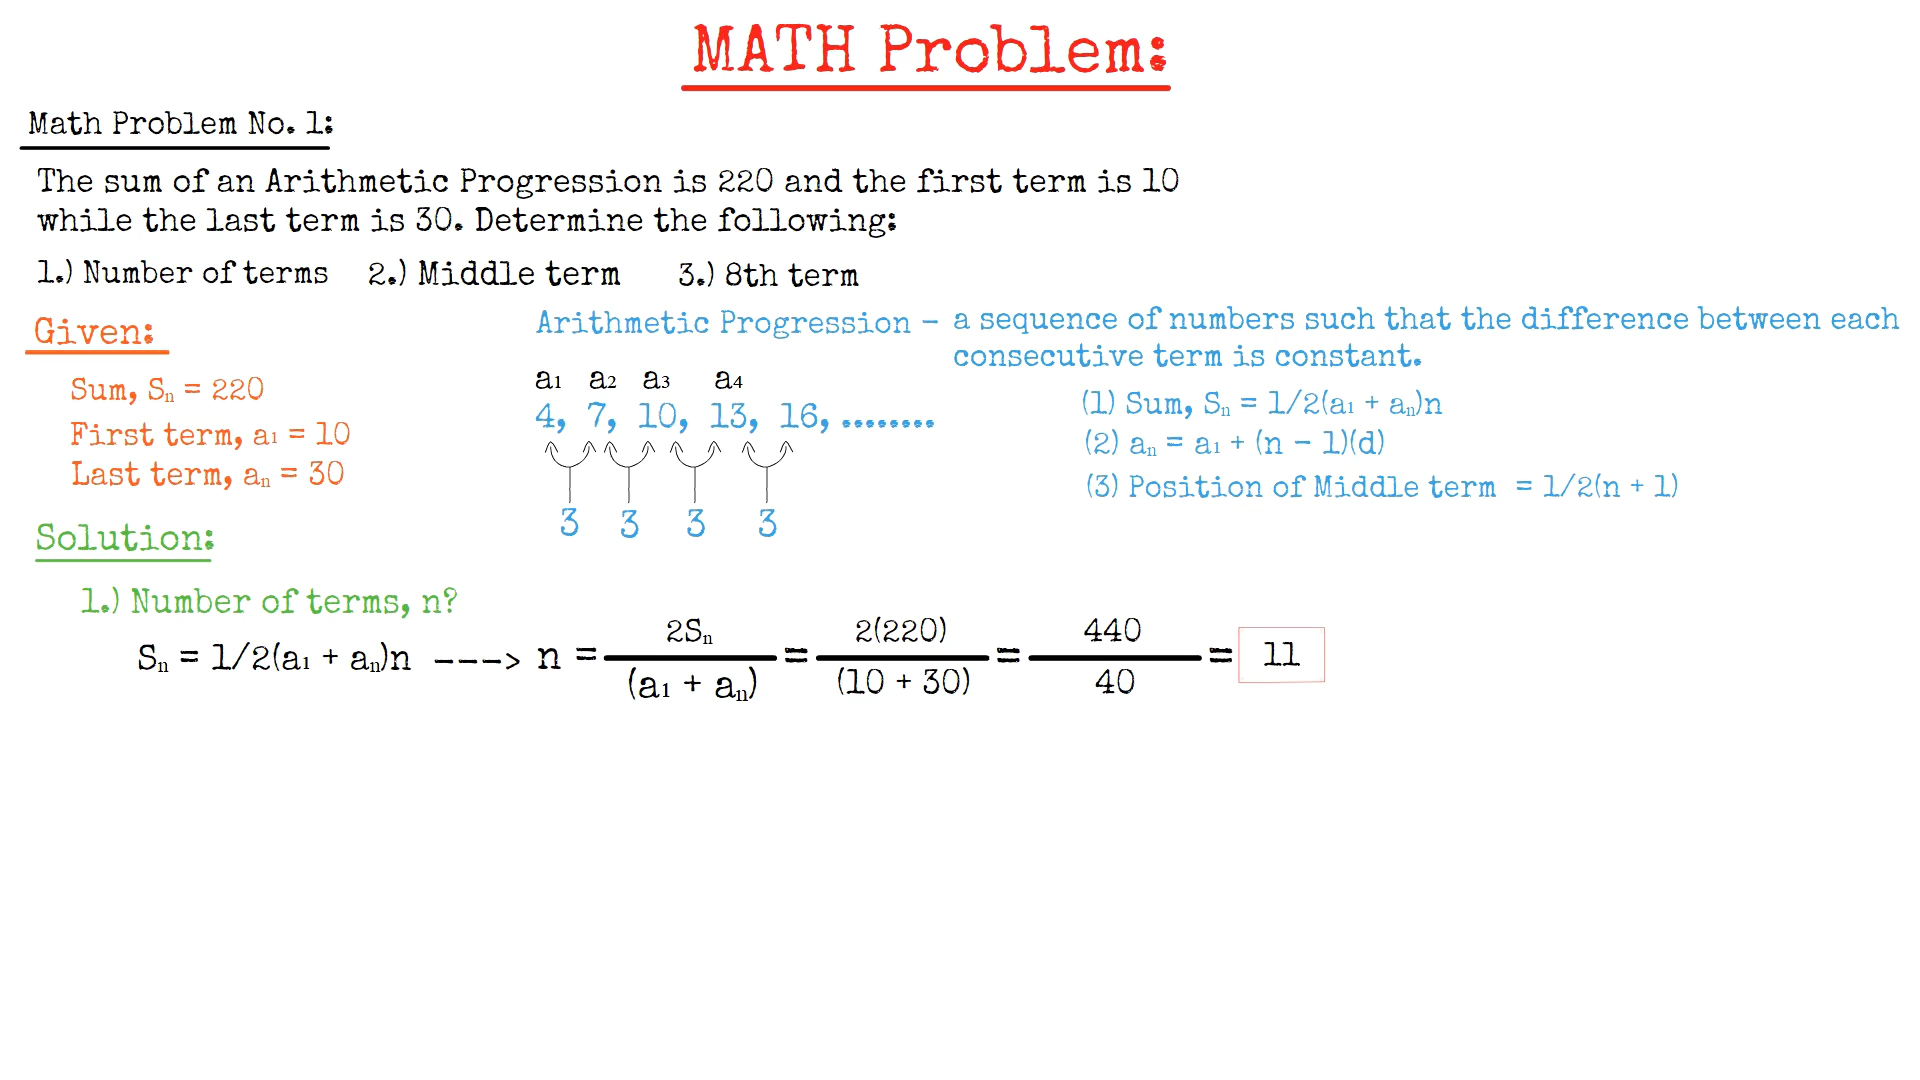 MATH Problem:
Math Problem No. 1:
The sum of an Arithmetic Progression is 220 and the first term is 10
while the last term is 30. Determine the following:
1.) Number of terms 2.) Middle term 3.) 8th term
Given:
Sum, Sn = 220
First term, a1 = 10
Last term, an = 30
Arithmetic Progression - a sequence of numbers such that the difference between each
consecutive term is constant.
a1 a2 a3 a4
4, 7, 10, 13, 16, ........
3 3 3 3
(1) Sum, Sn = 1/2(a1 + an)n
(2) an = a1 + (n - 1)(d)
(3) Position of Middle term = 1/2(n + 1)
Solution:
1.) Number of terms, n?
Sn = 1/2(a1 + an)n ---> n = 2Sn / (a1 + an) = 2(220) / (10 + 30) = 440 / 40 = 11